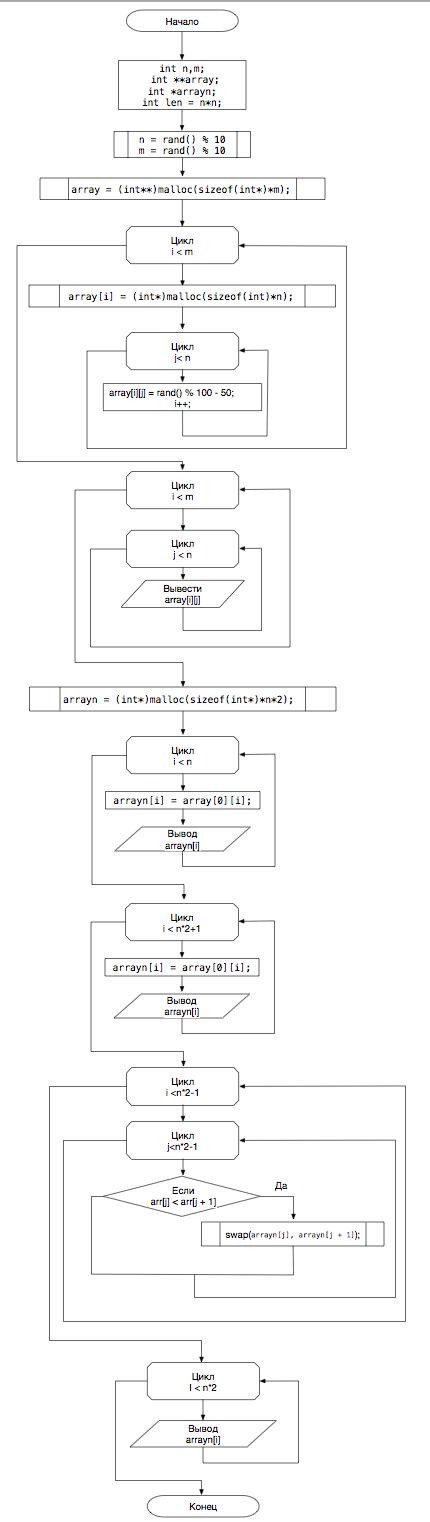 Начало
int n,m;
int **array;
int *arrayn;
int len = n*n;
n = rand() % 10
m = rand() % 10
array = (int**)malloc(sizeof(int*)*m);
Цикл
i < m
array[i] = (int*)malloc(sizeof(int)*n);
Цикл
j< n
array[i][j] = rand() % 100 - 50;
i++;
Цикл
i < m
Цикл
j < n
Вывести
array[i][j]
arrayn = (int*)malloc(sizeof(int*)*n*2);
Цикл
i < n
arrayn[i] = array[0][i];
Вывод
arrayn[i]
Цикл
i < n*2+1
arrayn[i] = array[0][i];
Вывод
arrayn[i]
Цикл
i <n*2-1
Цикл
j<n*2-1
Если
arr[j] < arr[j + 1]
Да
swap(arrayn[j], arrayn[j + 1]);
Цикл
I < n*2
Вывод
arrayn[i]
Конец